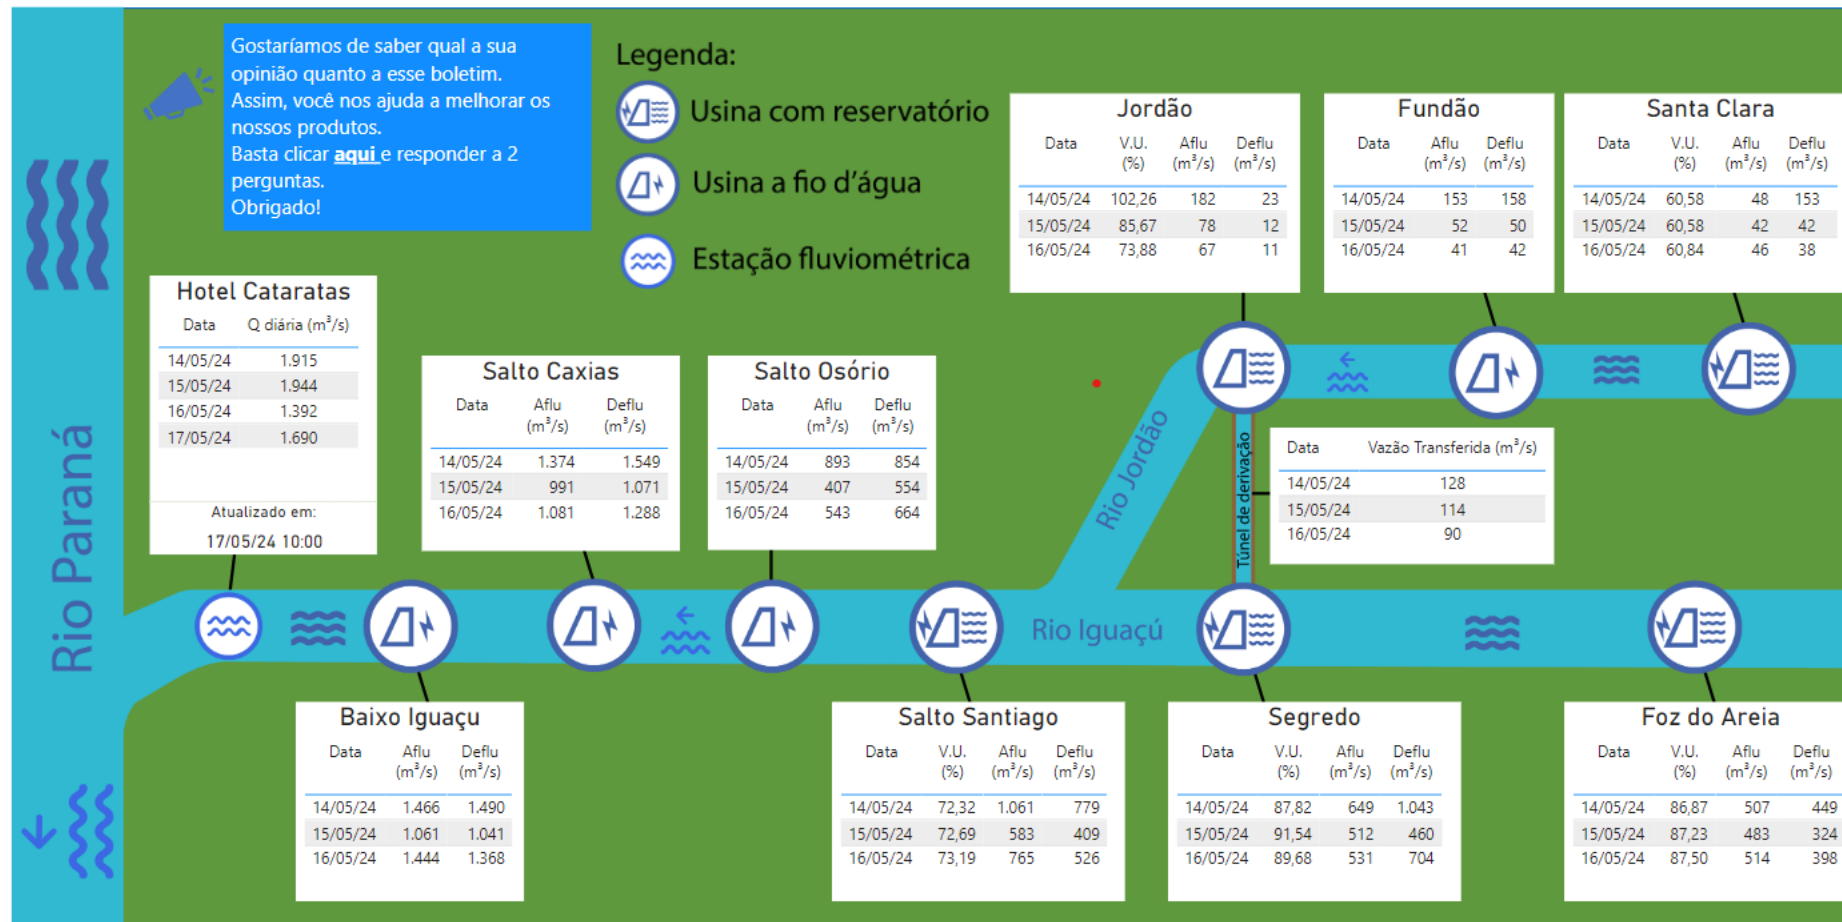 Gostaríamos de saber qual a sua
opinião quanto a esse boletim.
Assim, você nos ajuda a melhorar os
nossos produtos.
Basta clicar aqui e responder a 2
perguntas.
Obrigado!
Legenda:
Usina com reservatório
Usina a fio d'água
Estação fluviométrica
Jordão
Data V.U. (%) Aflu (m³/s) Deflu (m³/s)
14/05/24 102,26 182 23
15/05/24 85,67 78 12
16/05/24 73,88 67 11
Fundão
Data Aflu (m³/s) Deflu (m³/s)
14/05/24 153 158
15/05/24 52 50
16/05/24 41 42
Santa Clara
Data V.U. (%) Aflu (m³/s) Deflu (m³/s)
14/05/24 60,58 48 153
15/05/24 60,58 42 42
16/05/24 60,84 46 38
Hotel Cataratas
Data Q diária (m³/s)
14/05/24 1.915
15/05/24 1.944
16/05/24 1.392
17/05/24 1.690
Atualizado em:
17/05/24 10:00
Salto Caxias
Data Aflu (m³/s) Deflu (m³/s)
14/05/24 1.374 1.549
15/05/24 991 1.071
16/05/24 1.081 1.288
Salto Osório
Data Aflu (m³/s) Deflu (m³/s)
14/05/24 893 854
15/05/24 407 554
16/05/24 543 664
Rio Jordão
Túnel de derivação
Data Vazão Transferida (m³/s)
14/05/24 128
15/05/24 114
16/05/24 90
Rio Paraná
Rio Iguaçú
Baixo Iguaçu
Data Aflu (m³/s) Deflu (m³/s)
14/05/24 1.466 1.490
15/05/24 1.061 1.041
16/05/24 1.444 1.368
Salto Santiago
Data V.U. (%) Aflu (m³/s) Deflu (m³/s)
14/05/24 72,32 1.061 779
15/05/24 72,69 583 409
16/05/24 73,19 765 526
Segredo
Data V.U. (%) Aflu (m³/s) Deflu (m³/s)
14/05/24 87,82 649 1.043
15/05/24 91,54 512 460
16/05/24 89,68 531 704
Foz do Areia
Data V.U. (%) Aflu (m³/s) Deflu (m³/s)
14/05/24 86,87 507 449
15/05/24 87,23 483 324
16/05/24 87,50 514 398